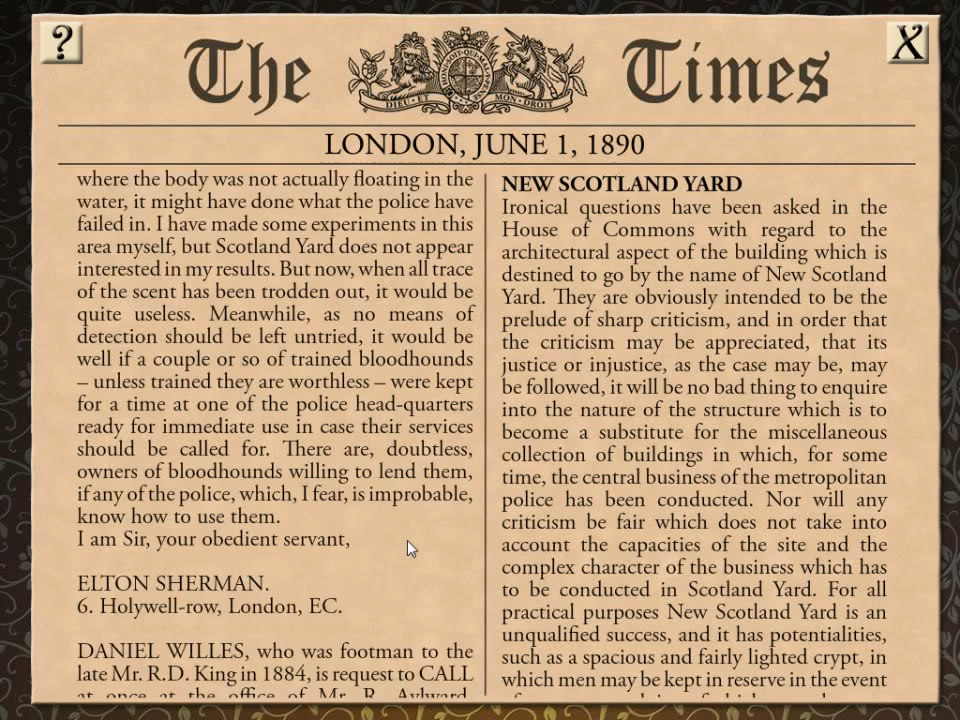 ?
The Times
X
DIEU · ET MON · DROIT
LONDON, JUNE 1, 1890
where the body was not actually floating in the
water, it might have done what the police have
failed in. I have made some experiments in this
area myself, but Scotland Yard does not appear
interested in my results. But now, when all trace
of the scent has been trodden out, it would be
quite useless. Meanwhile, as no means of
detection should be left untried, it would be
well if a couple or so of trained bloodhounds
– unless trained they are worthless – were kept
for a time at one of the police head-quarters
ready for immediate use in case their services
should be called for. There are, doubtless,
owners of bloodhounds willing to lend them,
if any of the police, which, I fear, is improbable,
know how to use them.
I am Sir, your obedient servant,
ELTON SHERMAN.
6. Holywell-row, London, EC.
DANIEL WILLES, who was footman to the
late Mr. R.D. King in 1884, is request to CALL
at once at the office of Mr. R. Aylward,
NEW SCOTLAND YARD
Ironical questions have been asked in the
House of Commons with regard to the
architectural aspect of the building which is
destined to go by the name of New Scotland
Yard. They are obviously intended to be the
prelude of sharp criticism, and in order that
the criticism may be appreciated, that its
justice or injustice, as the case may be, may
be followed, it will be no bad thing to enquire
into the nature of the structure which is to
become a substitute for the miscellaneous
collection of buildings in which, for some
time, the central business of the metropolitan
police has been conducted. Nor will any
criticism be fair which does not take into
account the capacities of the site and the
complex character of the business which has
to be conducted in Scotland Yard. For all
practical purposes New Scotland Yard is an
unqualified success, and it has potentialities,
such as a spacious and fairly lighted crypt, in
which men may be kept in reserve in the event